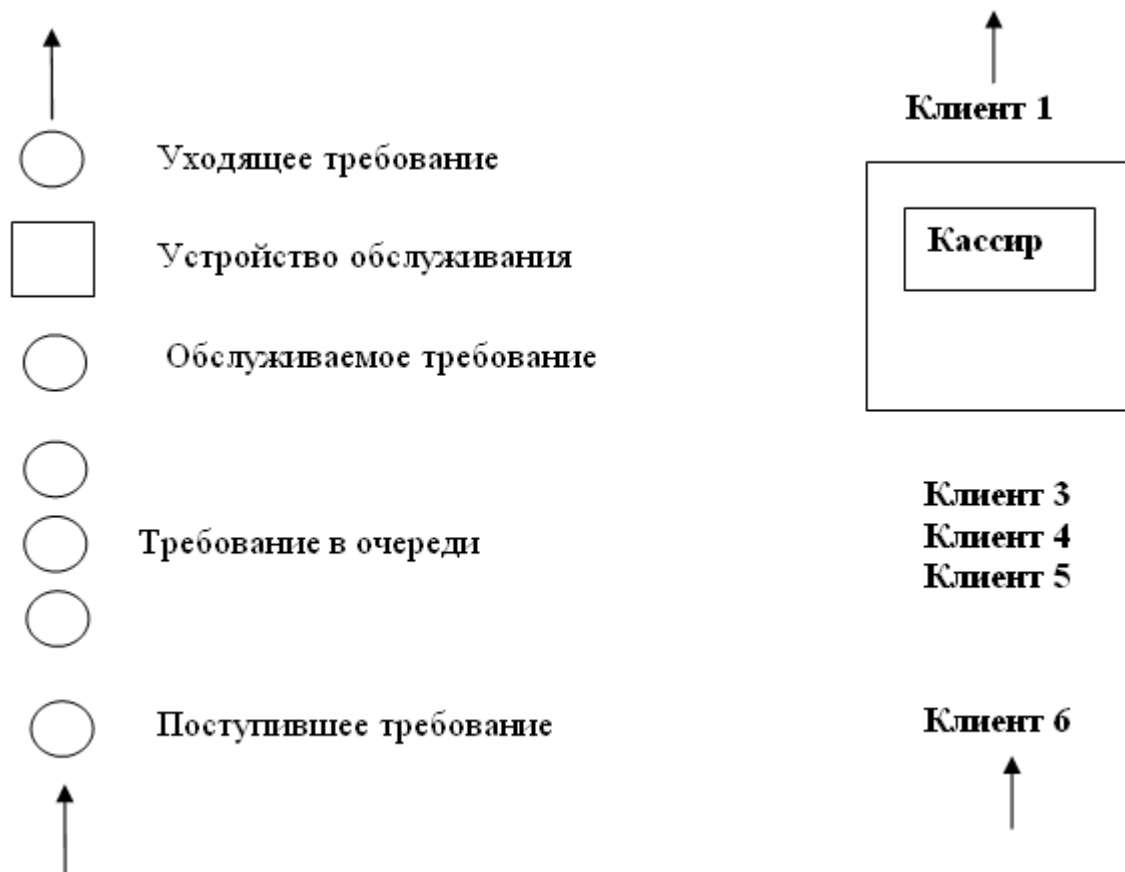 Клиент 1
Уходящее требование
Кассир
Устройство обслуживания
Обслуживаемое требование
Клиент 3
Требование в очереди
Клиент 4
Клиент 5
Поступившее требование
Клиент 6